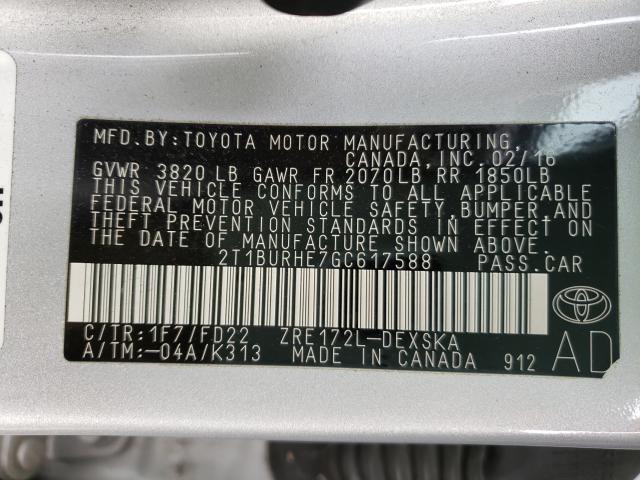 MFD. BY: TOYOTA MOTOR MANUFACTURING,
CANADA, INC. 02/16
GVWR 3820 LB GAWR FR 2070LB, RR 1850LB
THIS VEHICLE CONFORMS TO ALL APPLICABLE
FEDERAL MOTOR VEHICLE SAFETY, BUMPER, AND
THEFT PREVENTION STANDARDS IN EFFECT ON
THE DATE OF MANUFACTURE SHOWN ABOVE.
2T1BURHE7GC617588 PASS. CAR
C/TR: 1F7/FD22 ZRE172L-DEXSKA
A/TM: -04A/K313 MADE IN CANADA 912
AD